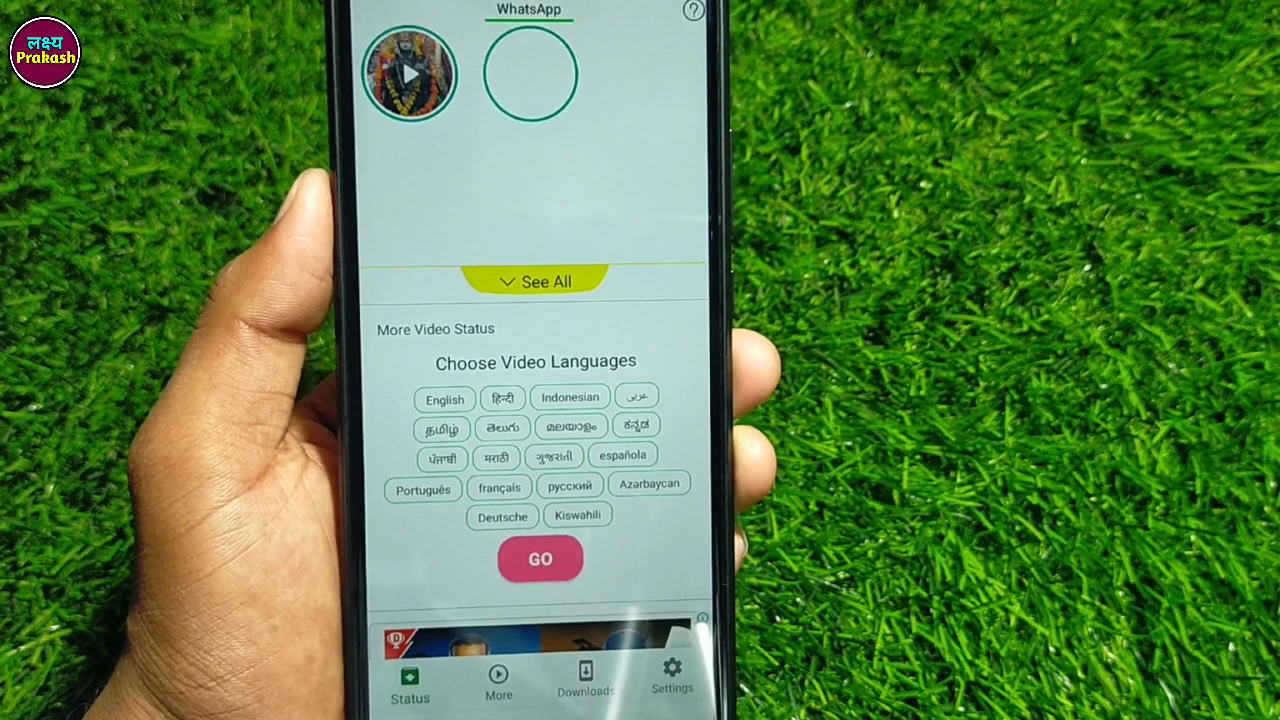 लक्ष्य
Prakash
WhatsApp
See All
More Video Status
Choose Video Languages
English हिन्दी Indonesian عربى
தமிழ் తెలుగు മലയാളം ಕನ್ನಡ
ਪੰਜਾਬੀ मराठी ગુજરાતી española
Português français русский Azərbaycan
Deutsche Kiswahili
GO
Status More Downloads Settings